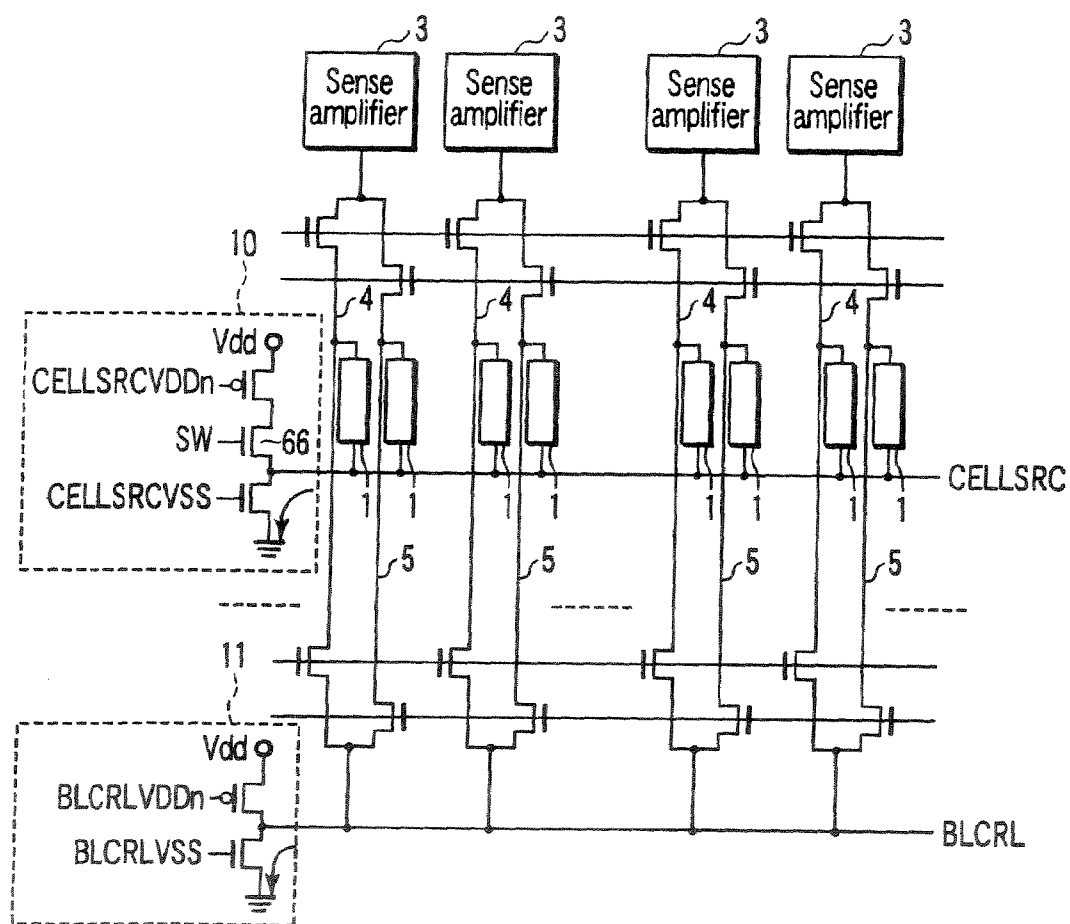 3 3 3 3
Sense amplifier Sense amplifier Sense amplifier Sense amplifier
10
4 4 4 4
Vdd
CELLSRCVDDn
SW 66
CELLSRC
CELLSRCVSS
1 1 1 1 1 1 1 1
5 5 5 5
11
Vdd
BLCRLVDDn
BLCRL
BLCRLVSS